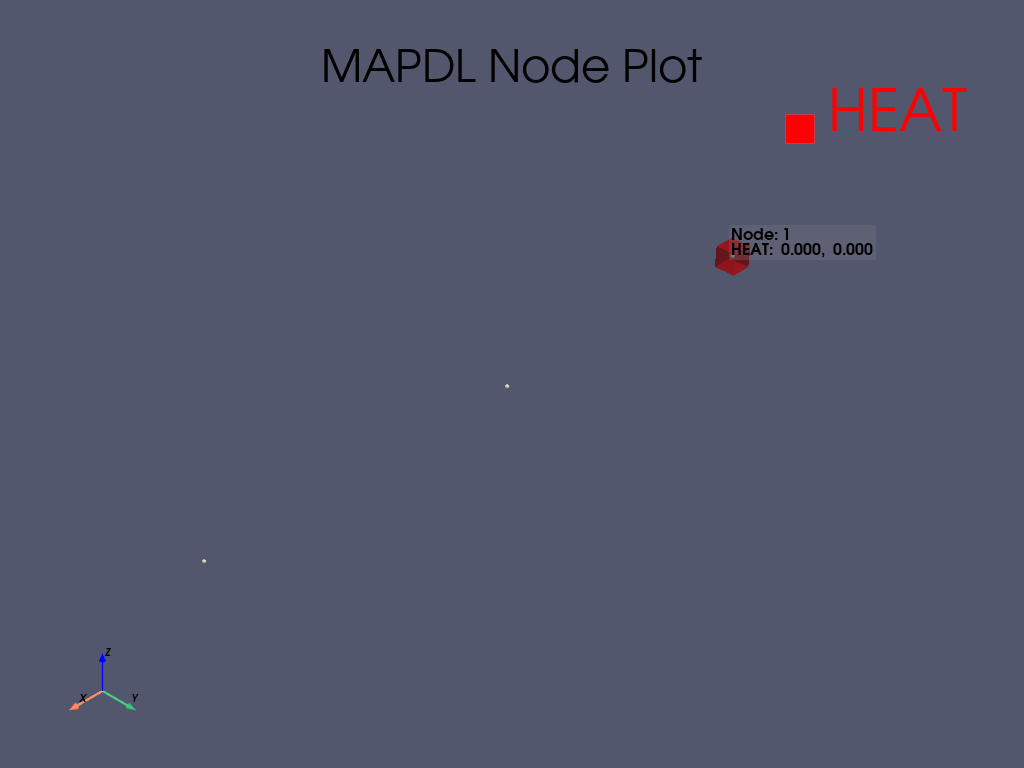 MAPDL Node Plot
HEAT
Node: 1
HEAT: 0.000, 0.000
Z
X
Y